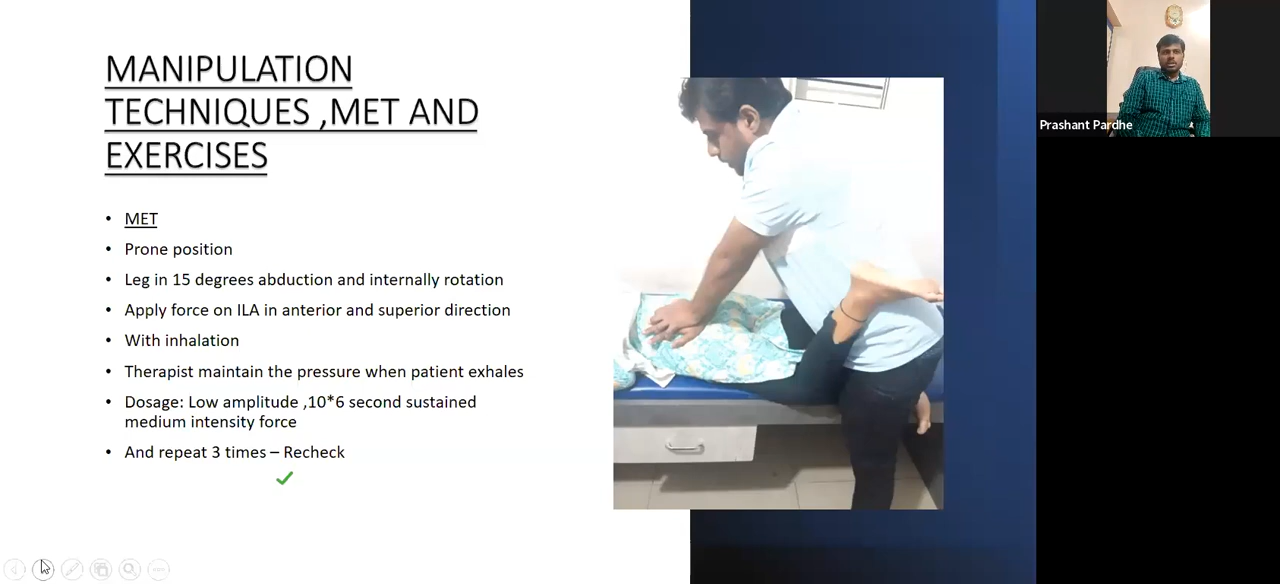 MANIPULATION
TECHNIQUES ,MET AND
EXERCISES
• MET
• Prone position
• Leg in 15 degrees abduction and internally rotation
• Apply force on ILA in anterior and superior direction
• With inhalation
• Therapist maintain the pressure when patient exhales
• Dosage: Low amplitude ,10*6 second sustained
medium intensity force
• And repeat 3 times – Recheck
Prashant Pardhe